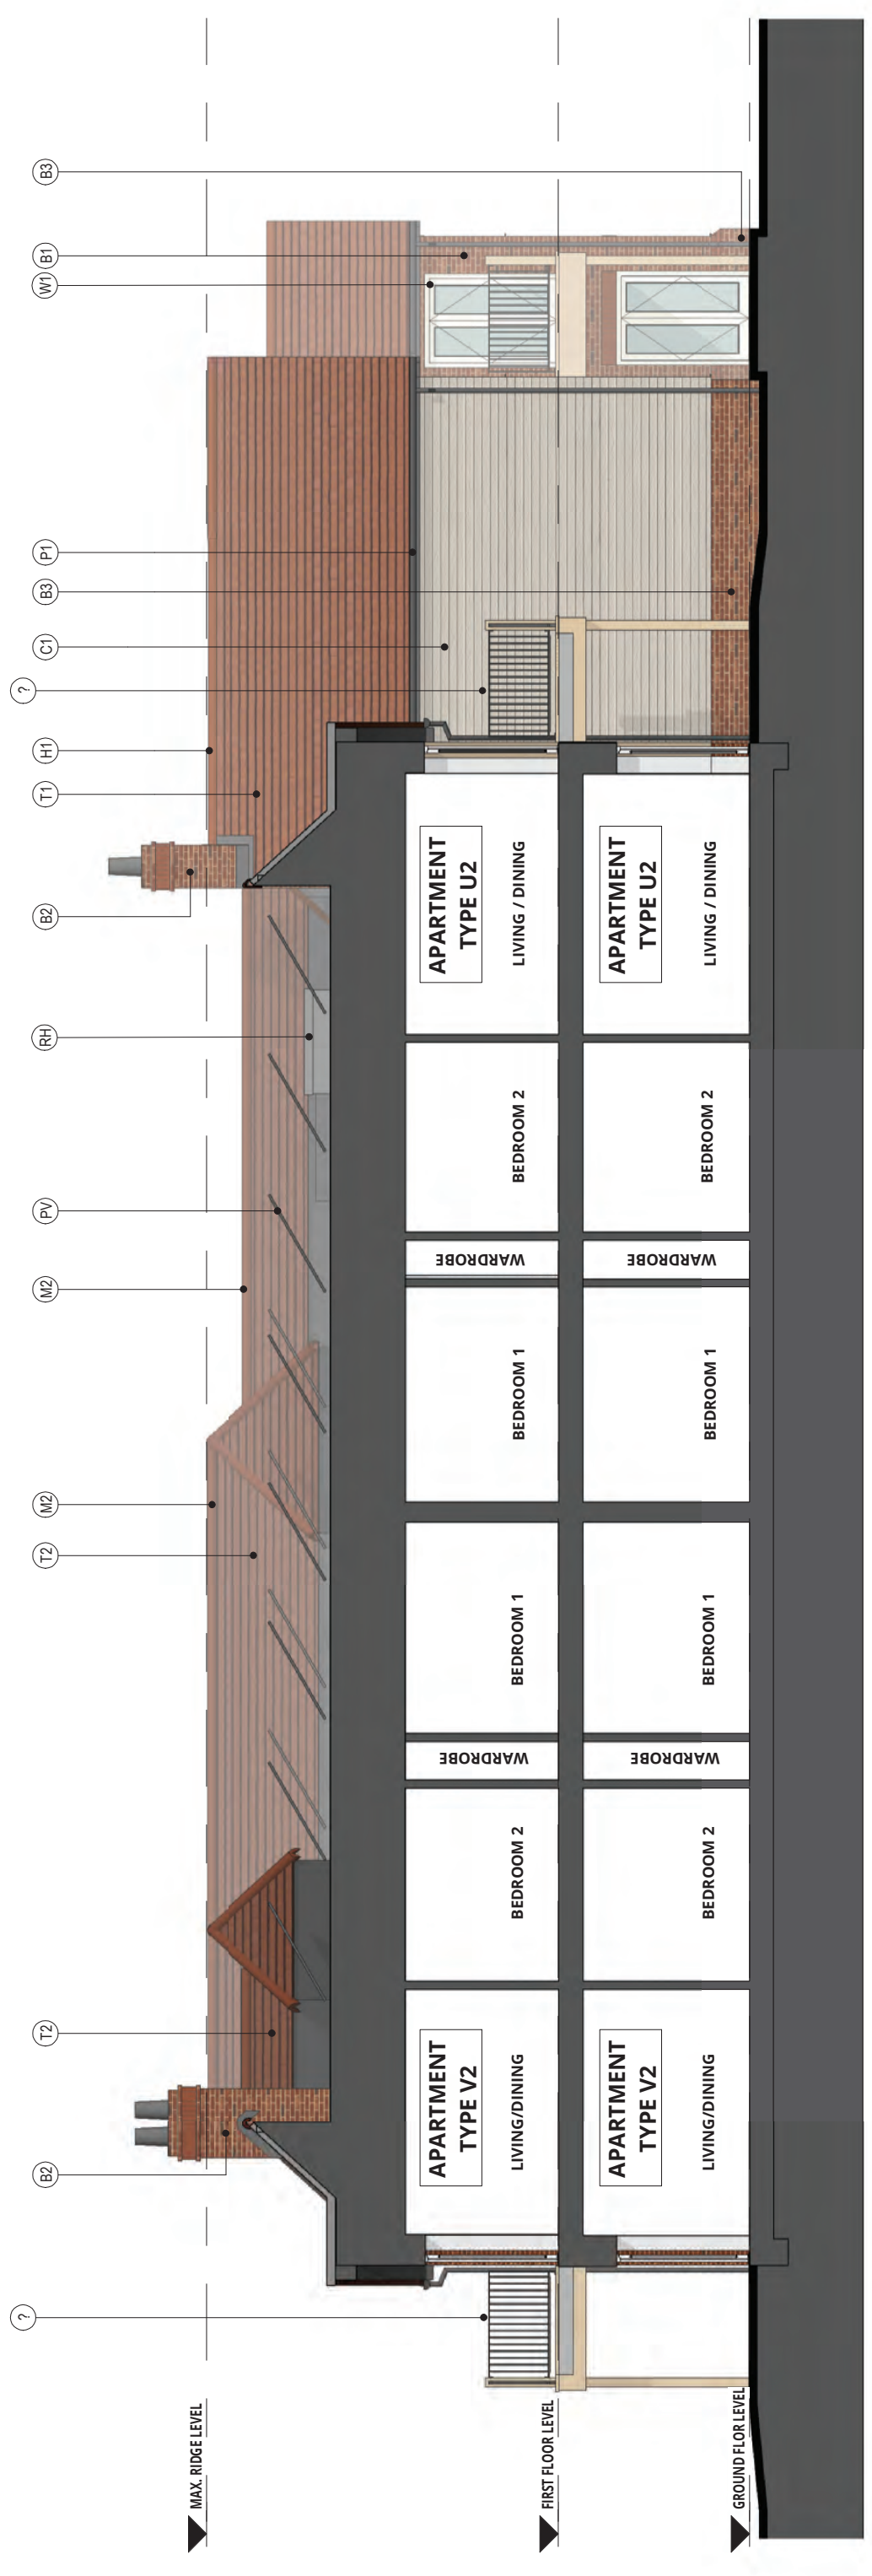 ?
?
B2
T2
T2
M2
M2
PV
RH
B2
T1
H1
C1
B3
P1
W1
B1
B3
MAX. RIDGE LEVEL
APARTMENT
TYPE V2
LIVING/DINING
BEDROOM 2
WARDROBE
BEDROOM 1
BEDROOM 1
WARDROBE
BEDROOM 2
APARTMENT
TYPE U2
LIVING / DINING
FIRST FLOOR LEVEL
APARTMENT
TYPE V2
LIVING/DINING
BEDROOM 2
WARDROBE
BEDROOM 1
BEDROOM 1
WARDROBE
BEDROOM 2
APARTMENT
TYPE U2
LIVING / DINING
GROUND FLOR LEVEL